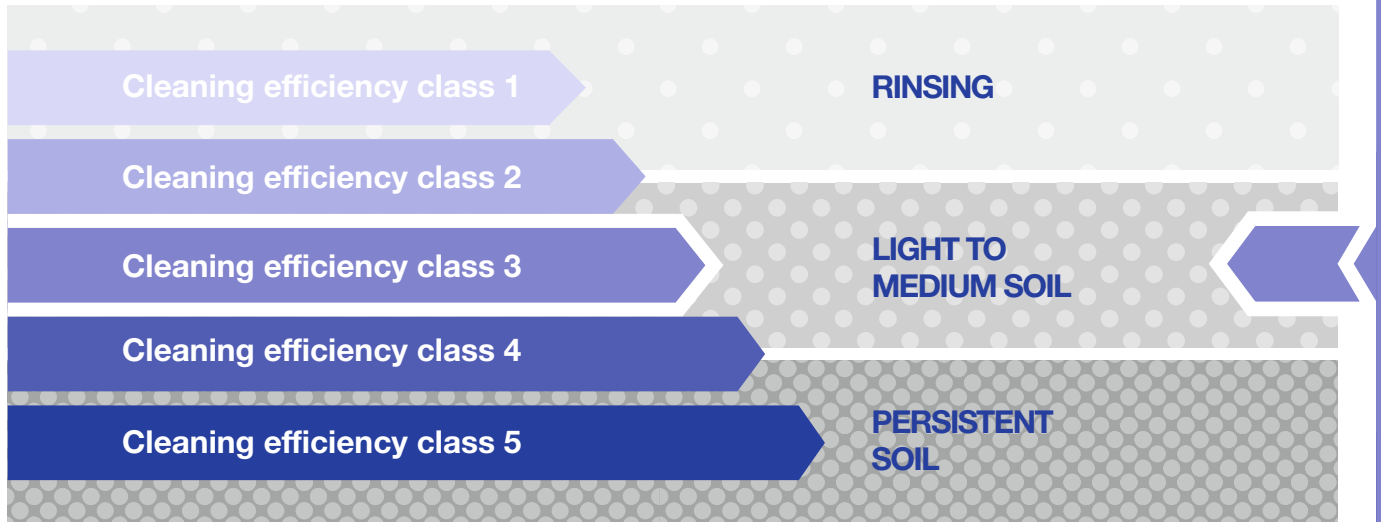 Cleaning efficiency class 1
RINSING
Cleaning efficiency class 2
Cleaning efficiency class 3
LIGHT TO
MEDIUM SOIL
Cleaning efficiency class 4
Cleaning efficiency class 5
PERSISTENT
SOIL